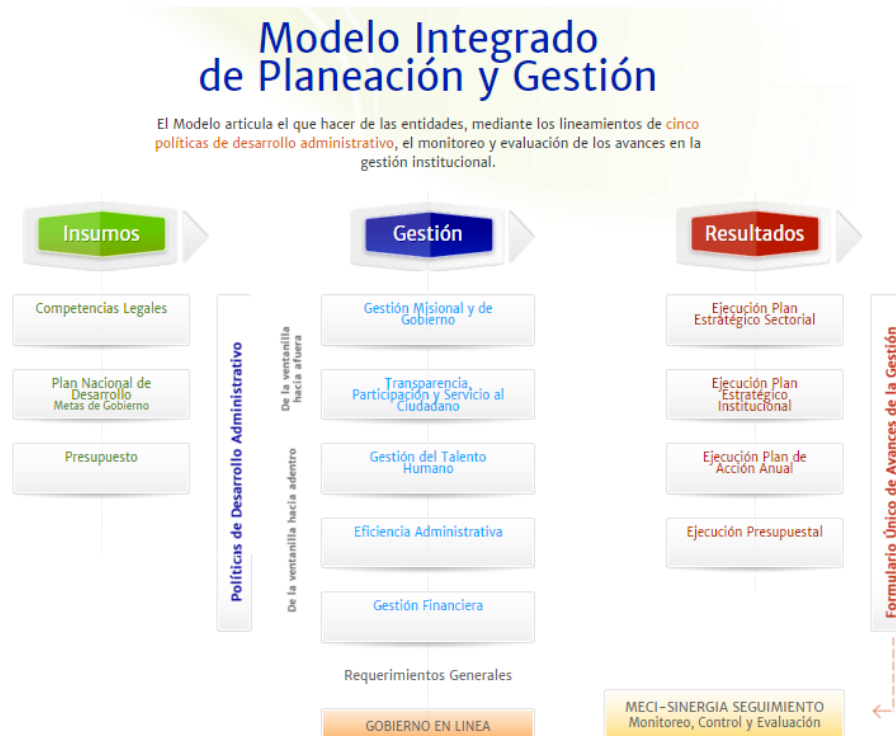 Modelo Integrado
de Planeación y Gestión
El Modelo articula el que hacer de las entidades, mediante los lineamientos de cinco
políticas de desarrollo administrativo, el monitoreo y evaluación de los avances en la
gestión institucional.
Insumos
Gestión
Resultados
Competencias Legales
Plan Nacional de
Desarrollo
Metas de Gobierno
Presupuesto
Políticas de Desarrollo Administrativo
De la ventanilla
hacia afuera
De la ventanilla hacia adentro
Gestión Misional y de
Gobierno
Transparencia,
Participación y Servicio al
Ciudadano
Gestión del Talento
Humano
Eficiencia Administrativa
Gestión Financiera
Requerimientos Generales
GOBIERNO EN LINEA
Ejecución Plan
Estratégico Sectorial
Ejecución Plan
Estratégico
Institucional
Ejecución Plan de
Acción Anual
Ejecución Presupuestal
Formulario Único de Avances de la Gestión
MECI-SINERGIA SEGUIMIENTO
Monitoreo, Control y Evaluación